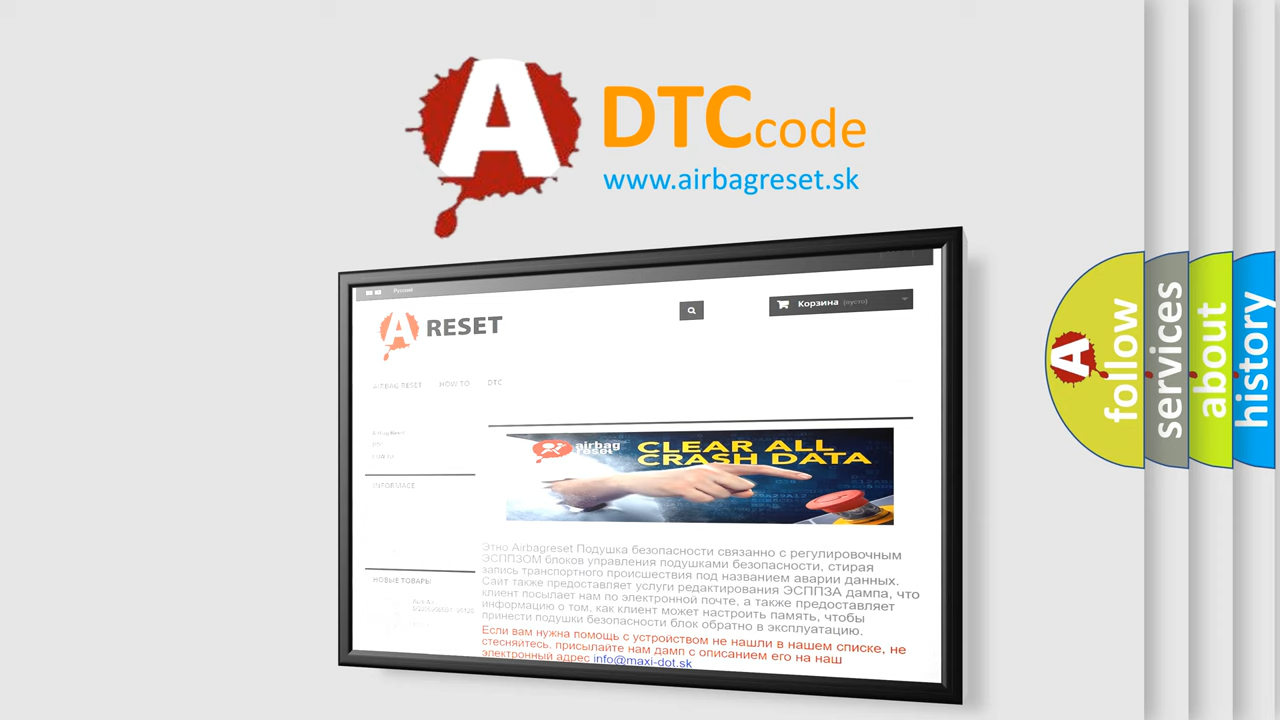 A
DTCcode
www.airbagreset.sk
Русский
A RESET
Корзина (пусто)
AIRBAG RESET HOW TO DTC
INFORMACE
НОВЫЕ ТОВАРЫ
airbag
reset
CLEAR ALL
CRASH DATA
Этно Airbagreset Подушка безопасности связанно с регулировочным
ЭСППЗОМ блоков управления подушками безопасности, стирая
запись транспортного происшествия под названием аварии данных.
Сайт также предоставляет услуги редактирования ЭСППЗА дампа, что
клиент посылает нам по электронной почте, а также предоставляет
информацию о том, как клиент может настроить память, чтобы
принести подушки безопасности блок обратно в эксплуатацию.
Если вам нужна помощь с устройством не нашли в нашем списке, не
стесняйтесь, присылайте нам дамп с описанием его на наш
электронный адрес info@maxi-dot.sk
A
follow
services
about
history